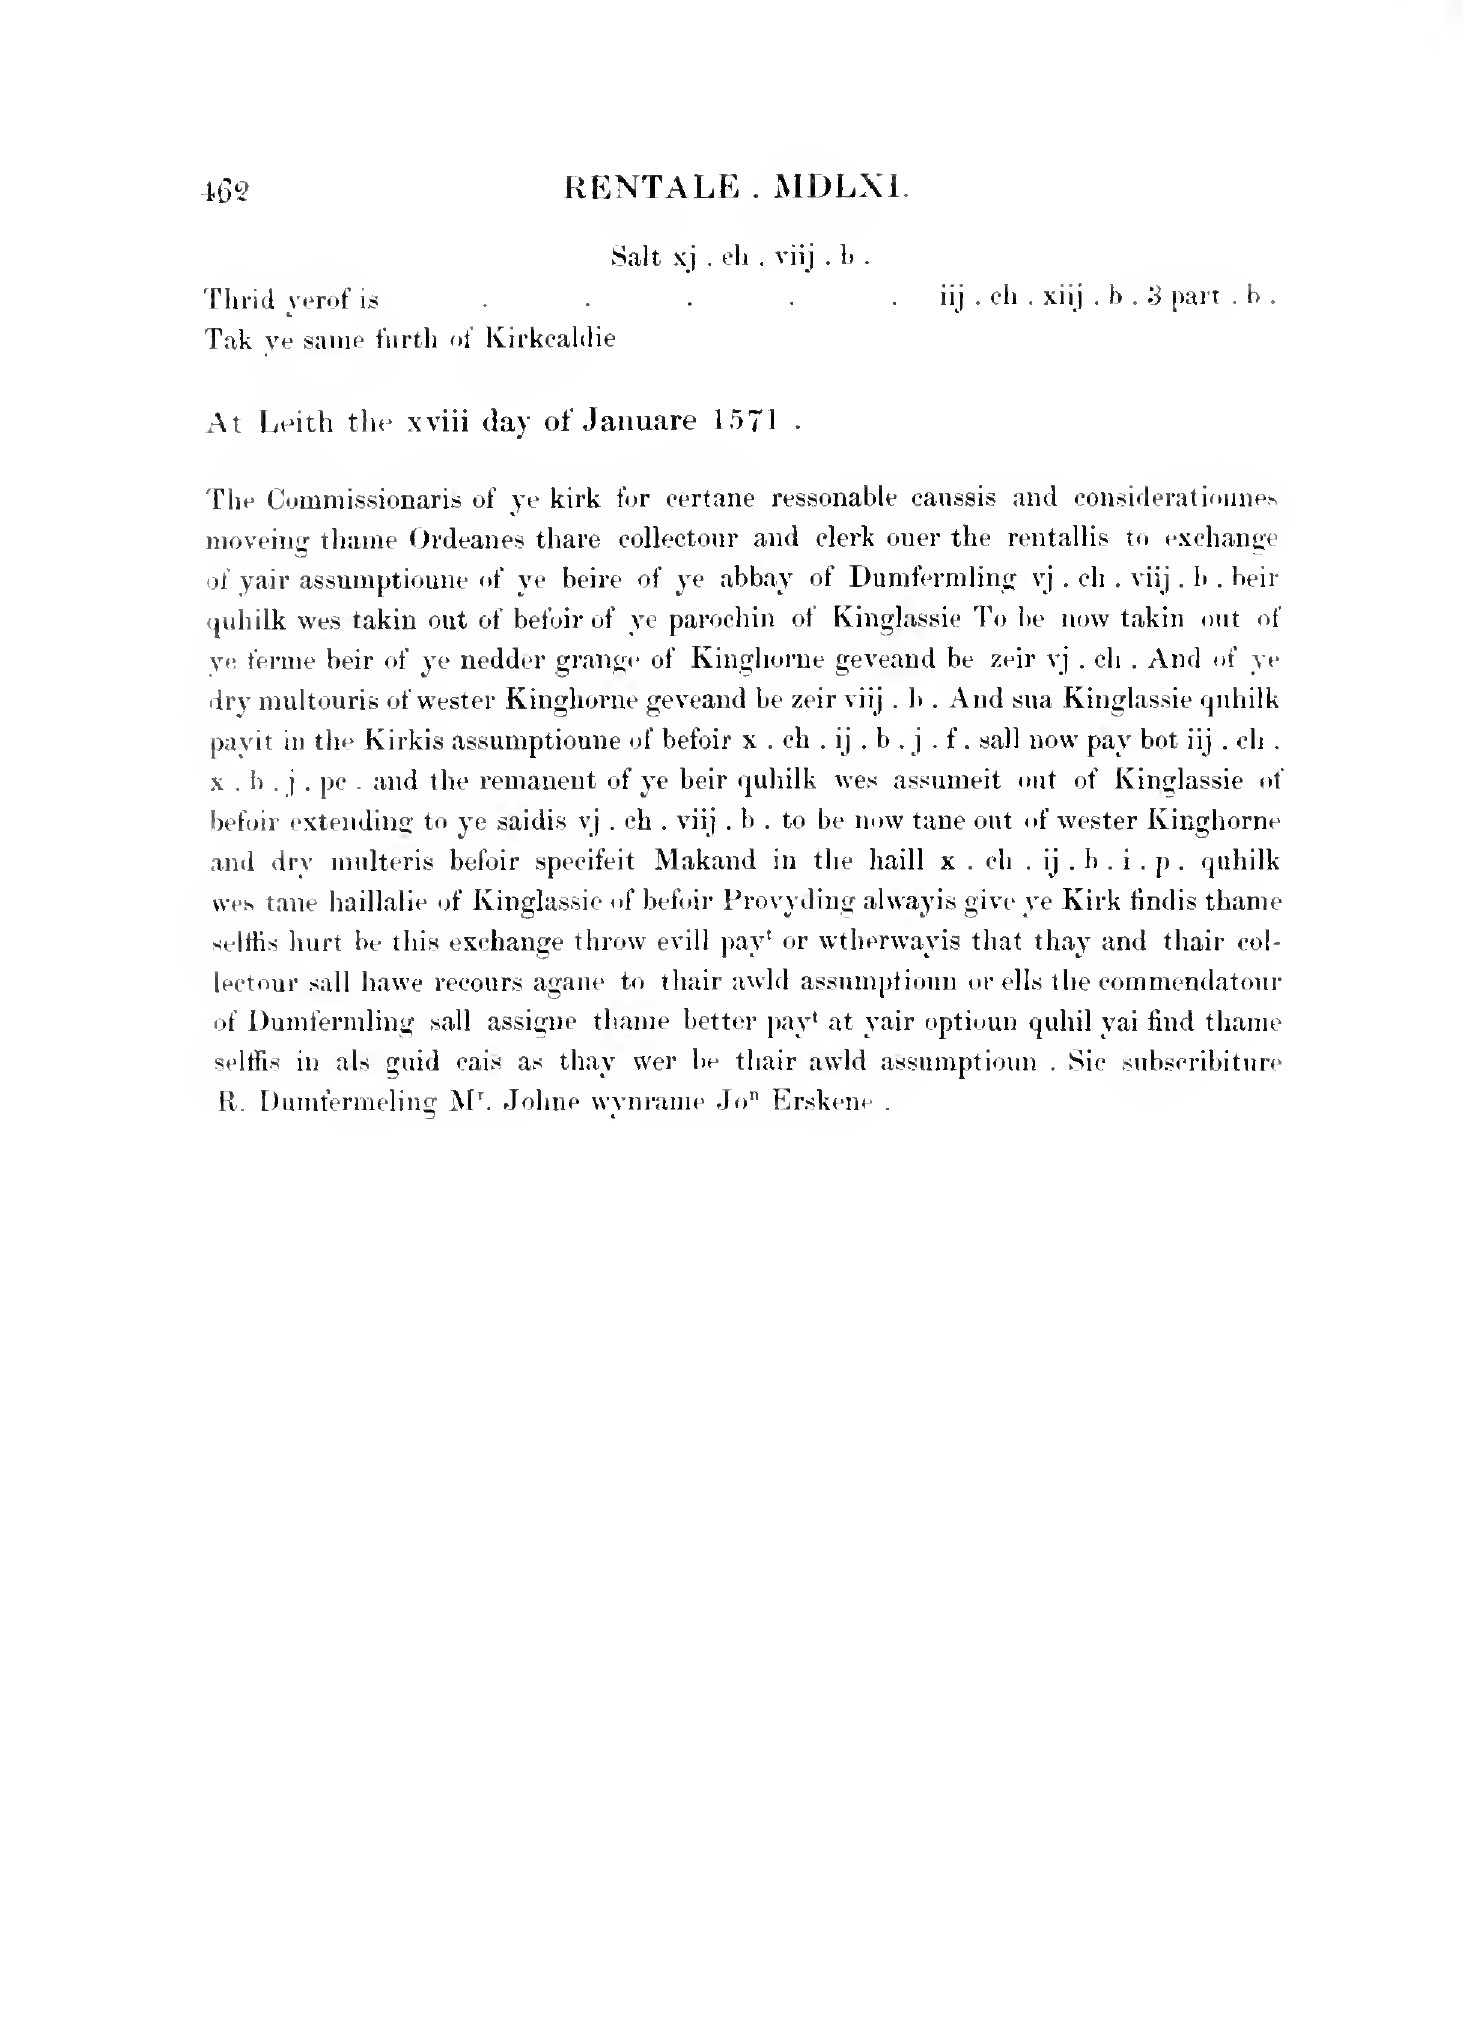 462 RENTALE . MDLXI.
Salt xj . ch . viij . b .
Thrid yerof is . . . . . iij . ch . xiij . b . 3 part . b .
Tak ye same furth of Kirkcaldie
At Leith the xviii day of Januare 1571 .
The Commissionaris of ye kirk for certane ressonable caussis and consideratiounes
moveing thame Ordeanes thare collectour and clerk ouer the rentallis to exchange
of yair assumptioune of ye beire of ye abbay of Dumfermling vj . ch . viij . b . beir
quhilk wes takin out of befoir of ye parochin of Kinglassie To be now takin out of
ye ferme beir of ye nedder grange of Kinghorne geveand be zeir vj . ch . And of ye
dry multouris of wester Kinghorne geveand be zeir viij . b . And sua Kinglassie quhilk
payit in the Kirkis assumptioune of befoir x . ch . ij . b . j . f . sall now pay bot iij . ch .
x . b . j . pc . and the remanent of ye beir quhilk wes assumeit out of Kinglassie of
befoir extending to ye saidis vj . ch . viij . b . to be now tane out of wester Kinghorne
and dry multeris befoir specifeit Makand in the haill x . ch . ij . b . i . p . quhilk
wes tane haillalie of Kinglassie of befoir Provyding alwayis give ye Kirk findis thame
selffis hurt be this exchange throw evill payᵗ or wtherwayis that thay and thair col-
lectour sall hawe recours agane to thair awld assumptioun or ells the commendatour
of Dumfermling sall assigne thame better payᵗ at yair optioun quhil yai find thame
selffis in als guid cais as thay wer be thair awld assumptioun . Sic subscribiture
R. Dumfermeling Mʳ. Johne wynrame Joⁿ Erskene .